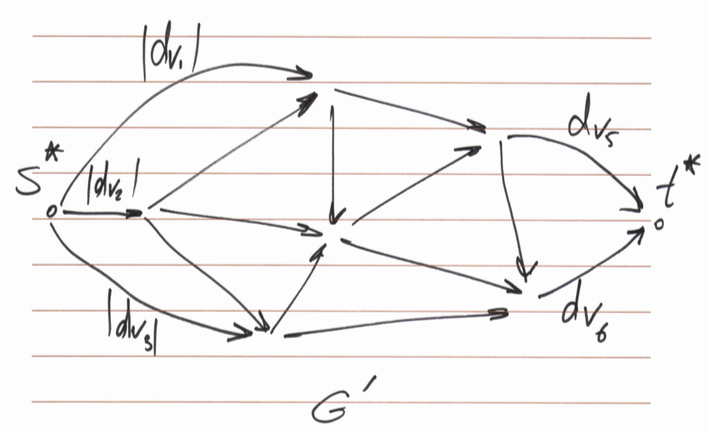 |dv₁|
dv₅
S*
|dv₂|
t*
|dv₃|
dv₆
G'